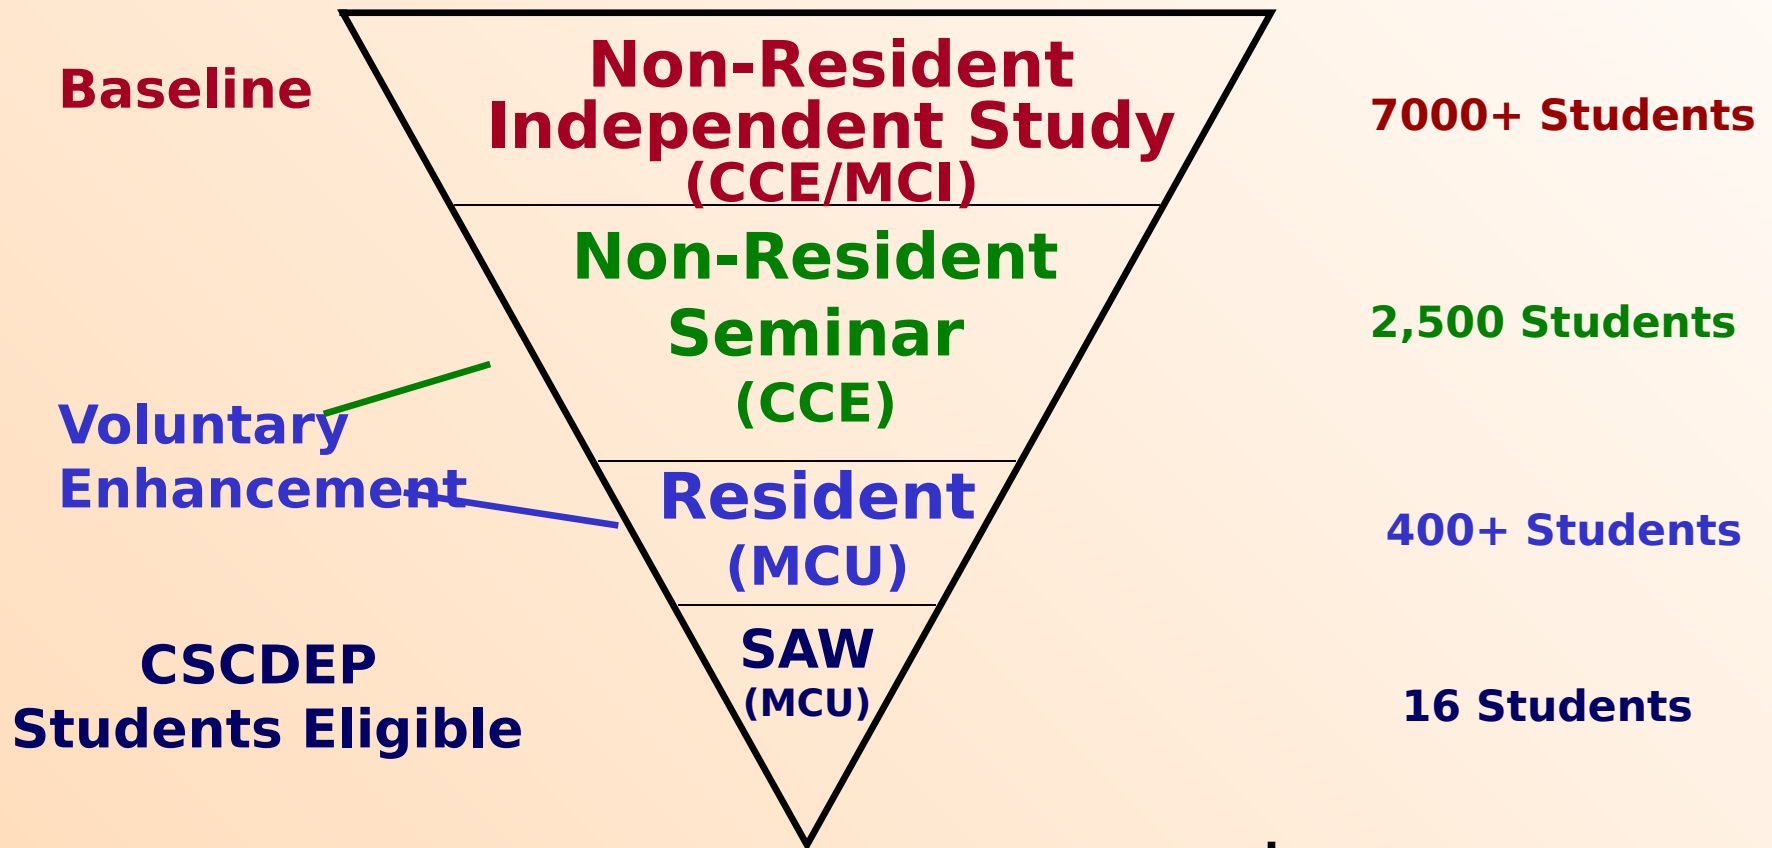 Baseline
Non-Resident
Independent Study
(CCE/MCI)
7000+ Students
Non-Resident
Seminar
(CCE)
2,500 Students
Voluntary
Enhancement
Resident
(MCU)
400+ Students
CSCDEP
Students Eligible
SAW
(MCU)
16 Students